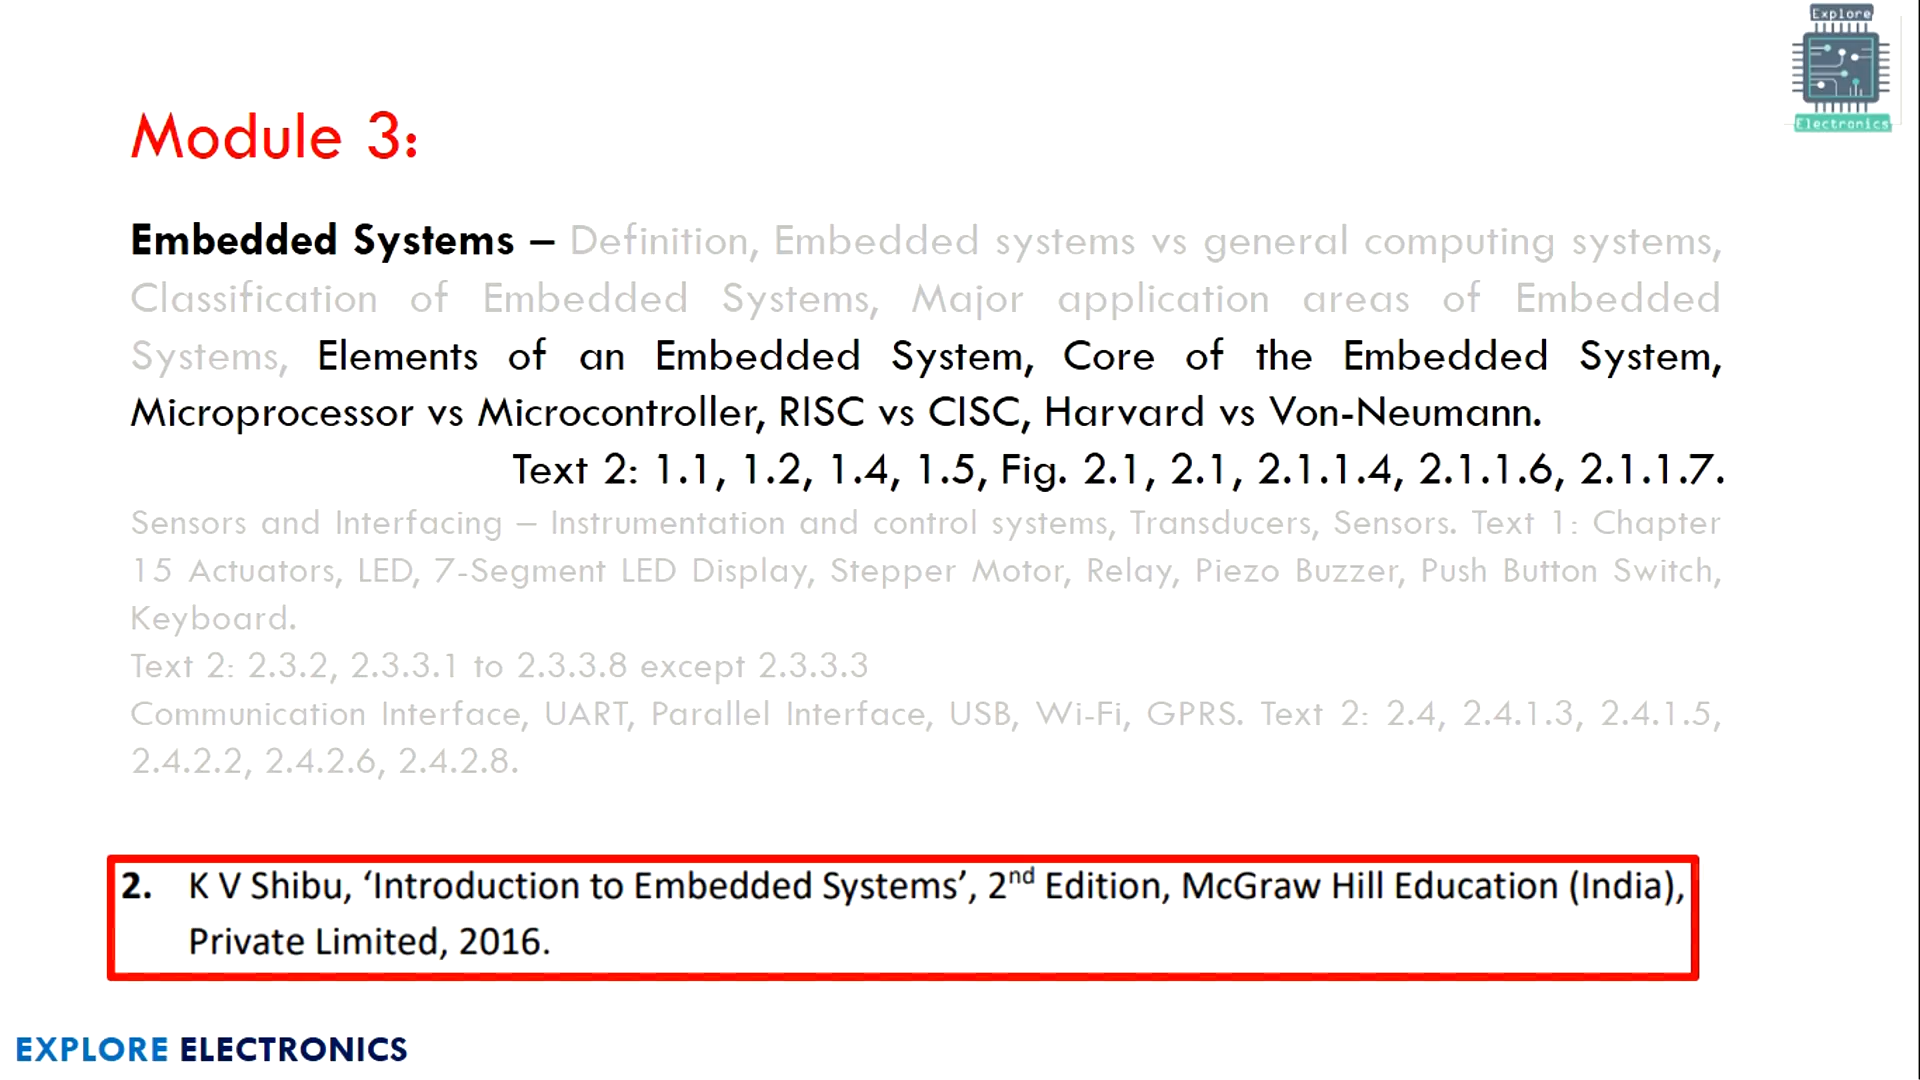 Explore
Electronics
Module 3:
Embedded Systems – Definition, Embedded systems vs general computing systems,
Classification of Embedded Systems, Major application areas of Embedded
Systems, Elements of an Embedded System, Core of the Embedded System,
Microprocessor vs Microcontroller, RISC vs CISC, Harvard vs Von-Neumann.
Text 2: 1.1, 1.2, 1.4, 1.5, Fig. 2.1, 2.1, 2.1.1.4, 2.1.1.6, 2.1.1.7.
Sensors and Interfacing – Instrumentation and control systems, Transducers, Sensors. Text 1: Chapter
15 Actuators, LED, 7-Segment LED Display, Stepper Motor, Relay, Piezo Buzzer, Push Button Switch,
Keyboard.
Text 2: 2.3.2, 2.3.3.1 to 2.3.3.8 except 2.3.3.3
Communication Interface, UART, Parallel Interface, USB, Wi-Fi, GPRS. Text 2: 2.4, 2.4.1.3, 2.4.1.5,
2.4.2.2, 2.4.2.6, 2.4.2.8.
2. K V Shibu, ‘Introduction to Embedded Systems’, 2nd Edition, McGraw Hill Education (India),
Private Limited, 2016.
EXPLORE ELECTRONICS